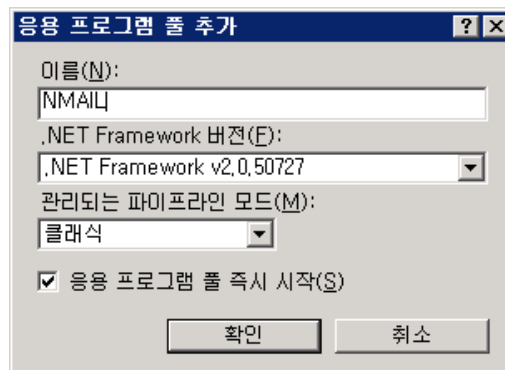 응용 프로그램 풀 추가
이름(N):
NMAIL
.NET Framework 버전(F):
.NET Framework v2.0.50727
관리되는 파이프라인 모드(M):
클래식
응용 프로그램 풀 즉시 시작(S)
확인 취소